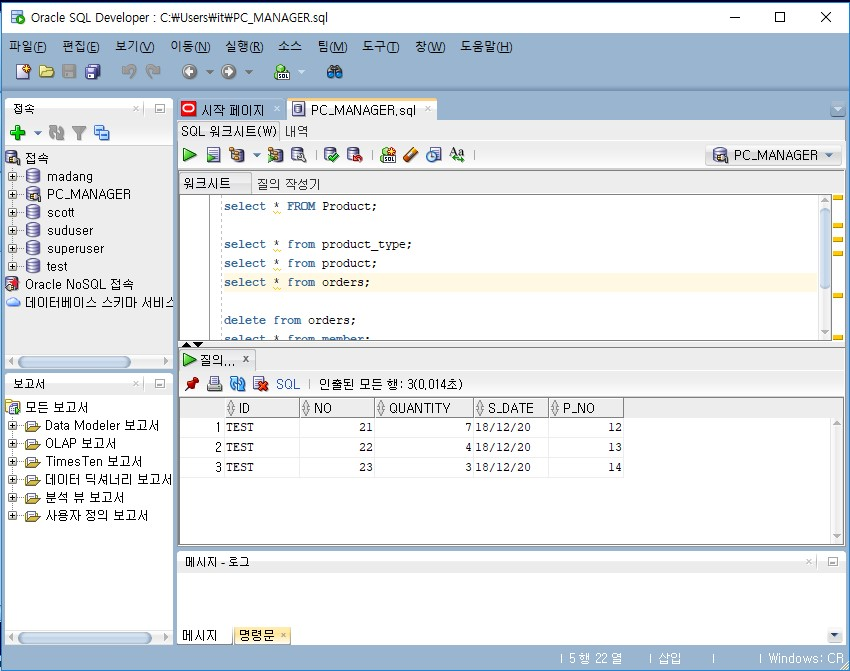 Oracle SQL Developer : C:₩Users₩it₩PC_MANAGER.sql
파일(F) 편집(E) 보기(V) 이동(N) 실행(R) 소스 팀(M) 도구(T) 창(W) 도움말(H)
접속
접속
madang
PC_MANAGER
scott
suduser
superuser
test
Oracle NoSQL 접속
데이터베이스 스키마 서비스
보고서
모든 보고서
Data Modeler 보고서
OLAP 보고서
TimesTen 보고서
데이터 딕셔너리 보고서
분석 뷰 보고서
사용자 정의 보고서
시작 페이지 PC_MANAGER.sql
SQL 워크시트(W) 내역
SQL Aa PC_MANAGER
워크시트 질의 작성기
select * FROM Product;
select * from product_type;
select * from product;
select * from orders;
delete from orders;
select * from member;
질의...
SQL 인출된 모든 행: 3(0,014초)
ID NO QUANTITY S_DATE P_NO
1 TEST 21 7 18/12/20 12
2 TEST 22 4 18/12/20 13
3 TEST 23 3 18/12/20 14
메시지 - 로그
메시지 명령문
5 행 22 열 삽입 Windows: CR